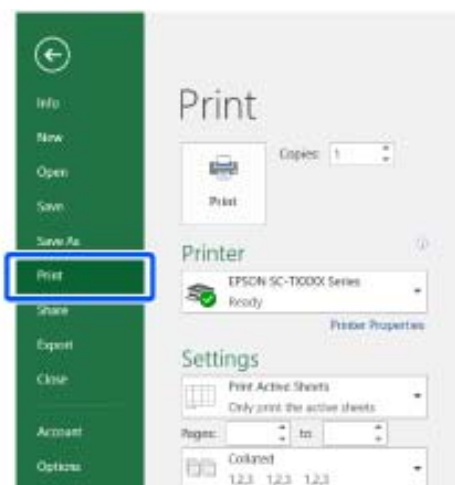 Info
New
Open
Save
Save As
Print
Share
Export
Close
Account
Options
Print
Copies: 1
Print
Printer
EPSON SC-TXXXX Series
Ready
Printer Properties
Settings
Print Active Sheets
Only print the active sheets
Pages: to
Collated
1,2,3 1,2,3 1,2,3